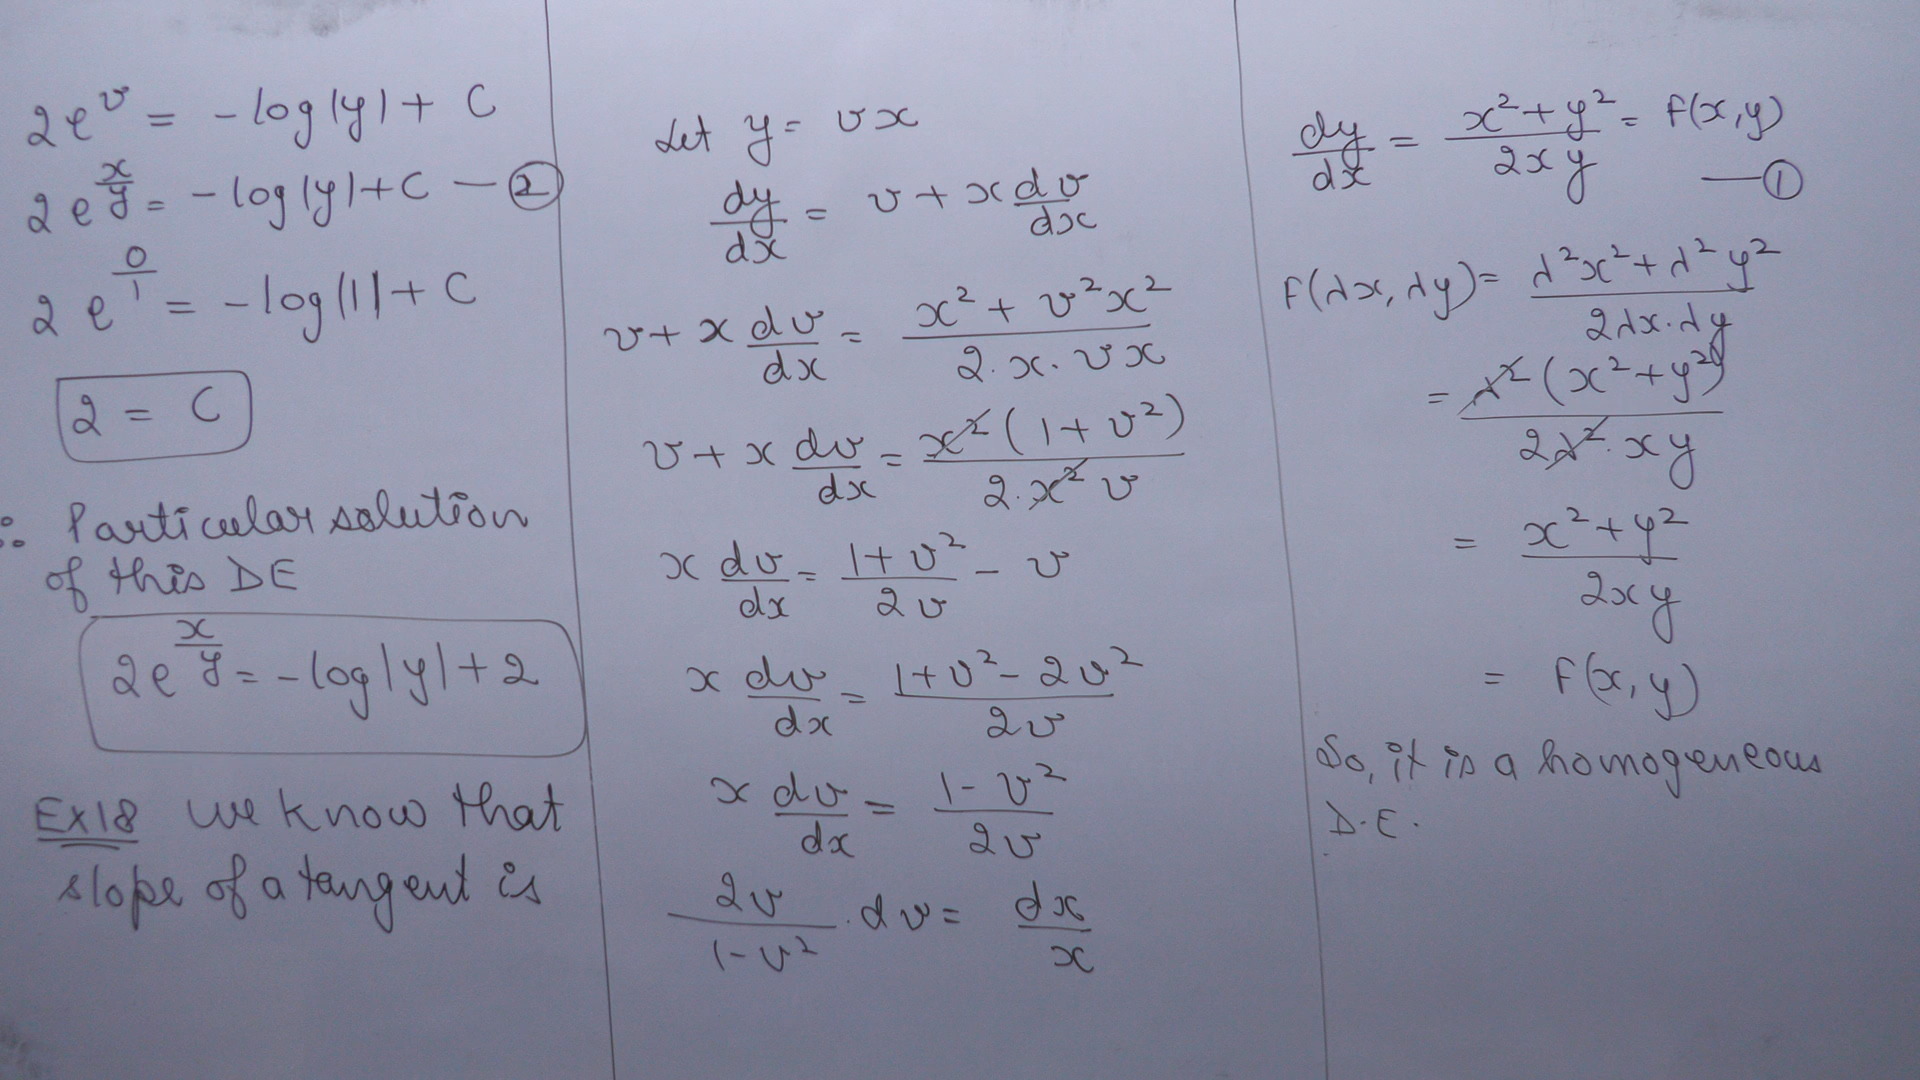 2e^v = -log|y| + C
2e^(x/y) = -log|y| + C — ②
2e^(0/1) = -log|1| + C
2 = C
∴ Particular solution
of this DE
2e^(x/y) = -log|y| + 2
Ex18 we know that
slope of a tangent is
Let y = vx
dy/dx = v + x dv/dx
v + x dv/dx = (x² + v²x²)/(2·x·vx)
v + x dv/dx = x²(1 + v²)/(2·x²v)
x dv/dx = (1 + v²)/(2v) - v
x dv/dx = (1 + v² - 2v²)/(2v)
x dv/dx = (1 - v²)/(2v)
2v/(1 - v²) · dv = dx/x
dy/dx = (x² + y²)/(2xy) = F(x, y)
— ①
F(λx, λy) = (λ²x² + λ²y²)/(2λx·λy)
= λ²(x² + y²)/(2λ²·xy)
= (x² + y²)/(2xy)
= F(x, y)
So, it is a homogeneous
D.E.